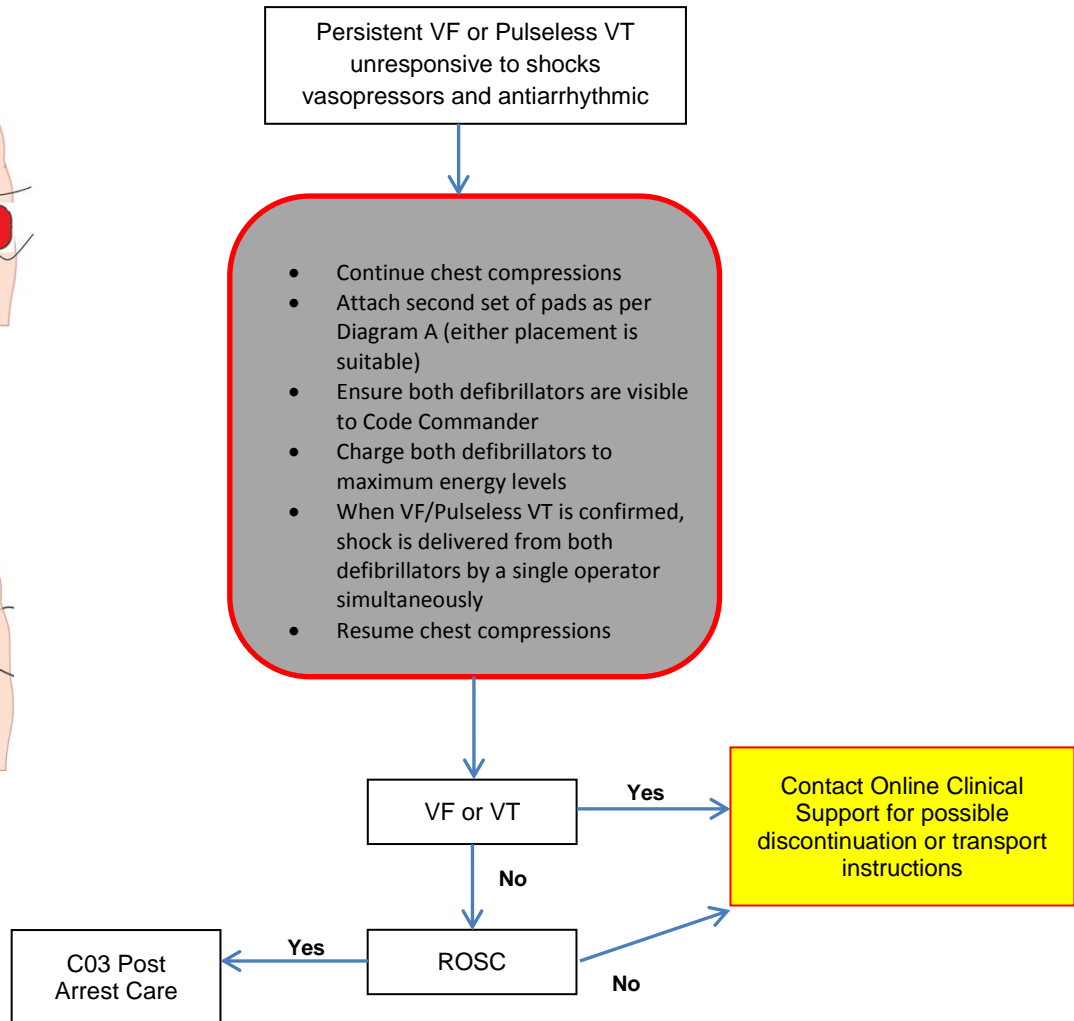 Persistent VF or Pulseless VT
unresponsive to shocks
vasopressors and antiarrhythmic
• Continue chest compressions
• Attach second set of pads as per
Diagram A (either placement is
suitable)
• Ensure both defibrillators are visible
to Code Commander
• Charge both defibrillators to
maximum energy levels
• When VF/Pulseless VT is confirmed,
shock is delivered from both
defibrillators by a single operator
simultaneously
• Resume chest compressions
VF or VT
Yes
Contact Online Clinical
Support for possible
discontinuation or transport
instructions
No
ROSC
Yes
No
C03 Post
Arrest Care